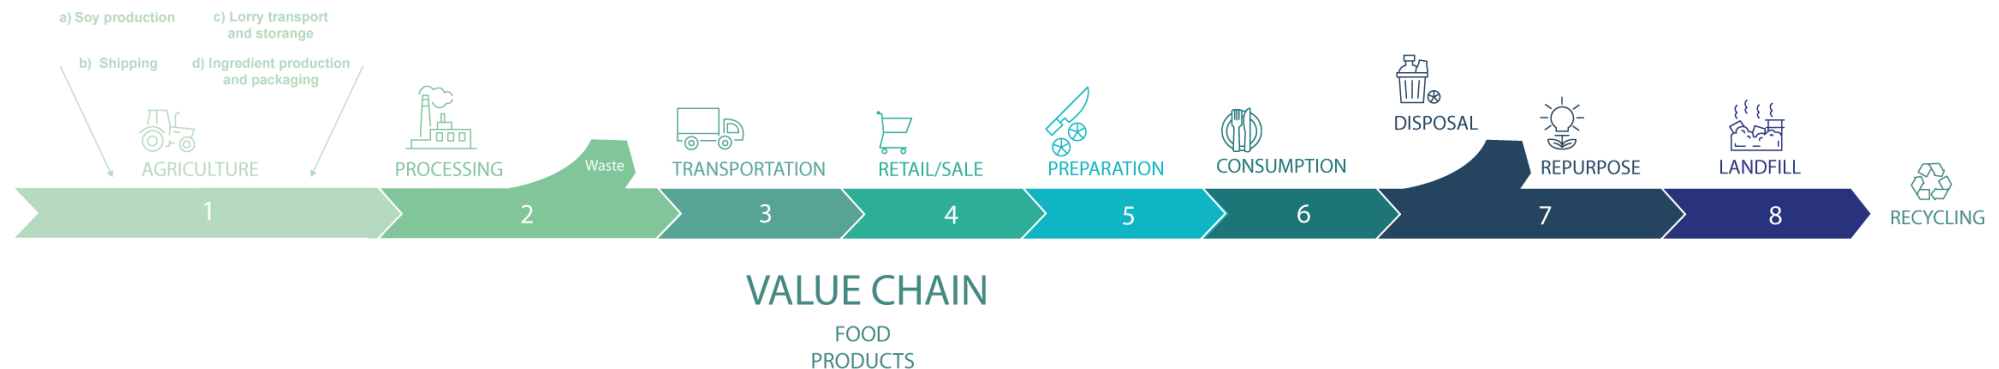 a) Soy production
c) Lorry transport
and storange
b)  Shipping
d) Ingredient production
and packaging
AGRICULTURE
PROCESSING
Waste
TRANSPORTATION
RETAIL/SALE
PREPARATION
CONSUMPTION
DISPOSAL
REPURPOSE
LANDFILL
1
2
3
4
5
6
7
8
RECYCLING
VALUE CHAIN
FOOD
PRODUCTS